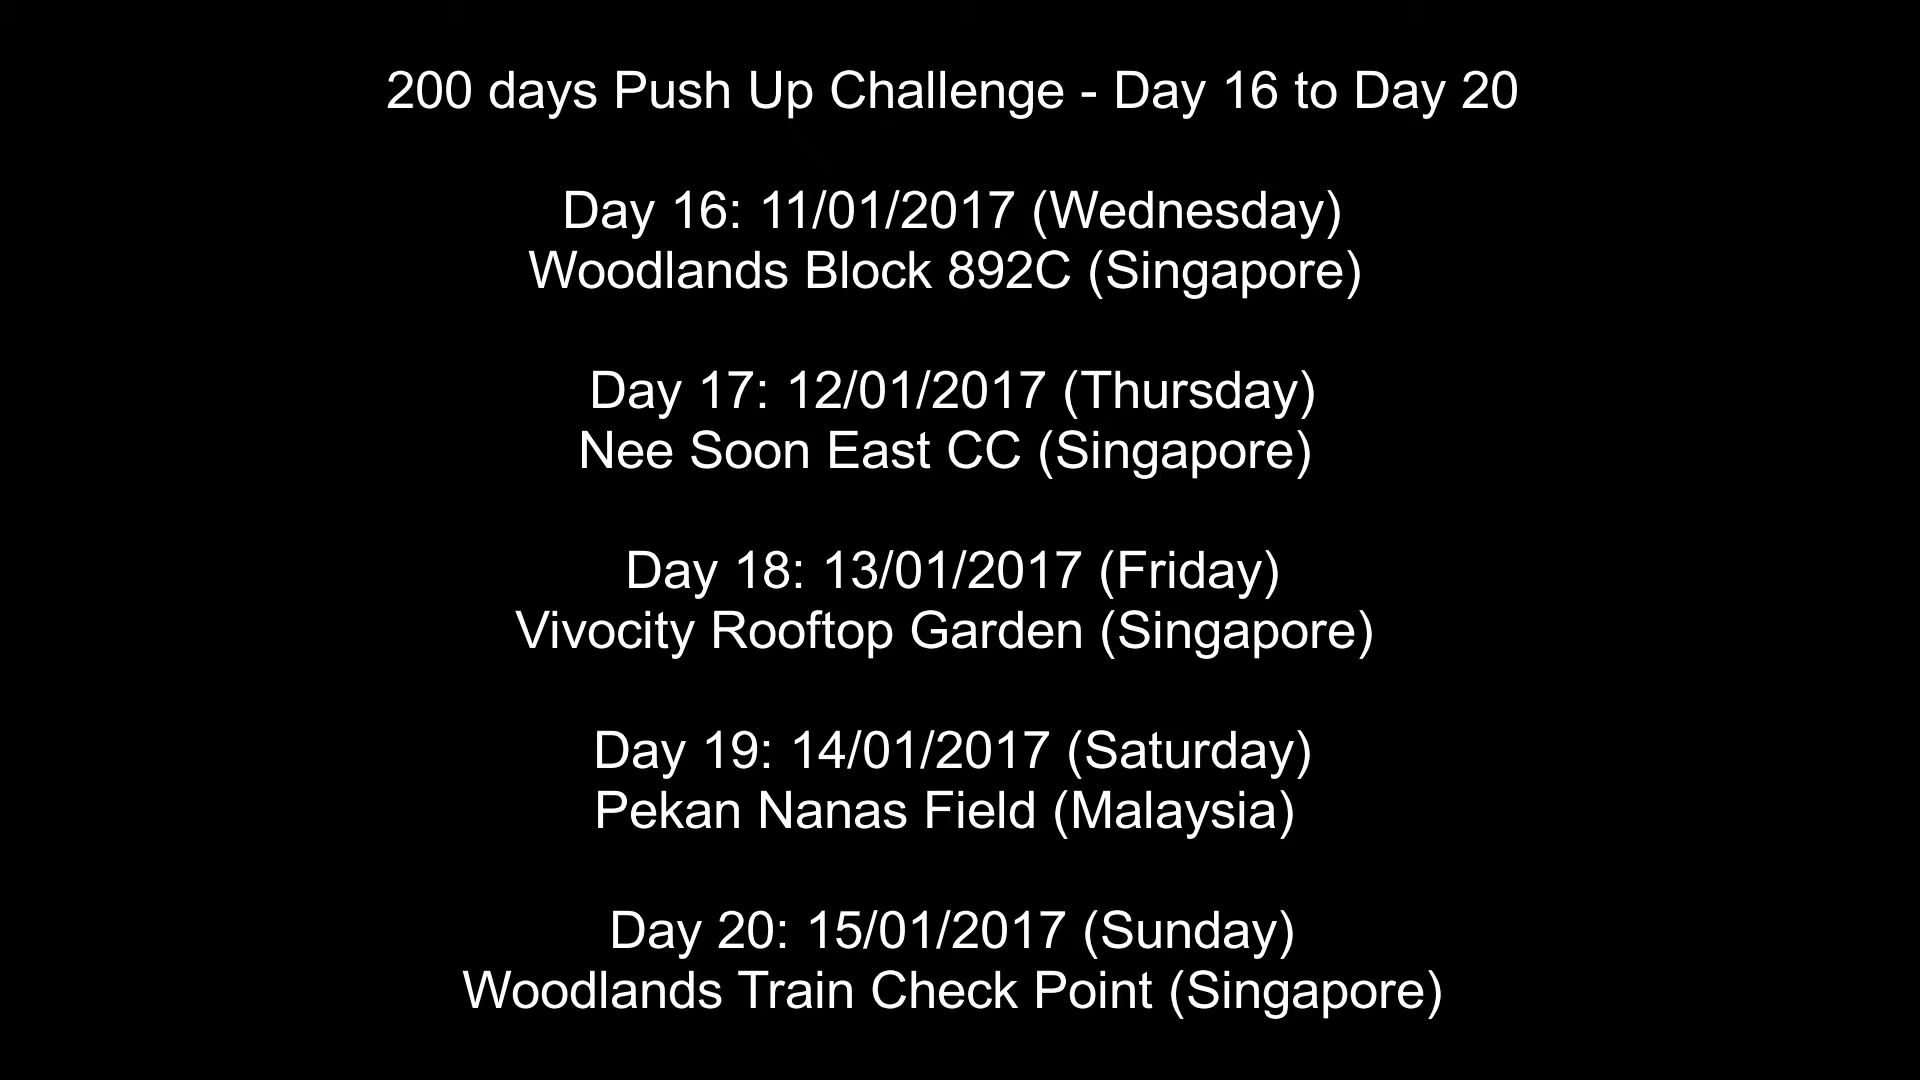 200 days Push Up Challenge - Day 16 to Day 20
Day 16: 11/01/2017 (Wednesday)
Woodlands Block 892C (Singapore)
Day 17: 12/01/2017 (Thursday)
Nee Soon East CC (Singapore)
Day 18: 13/01/2017 (Friday)
Vivocity Rooftop Garden (Singapore)
Day 19: 14/01/2017 (Saturday)
Pekan Nanas Field (Malaysia)
Day 20: 15/01/2017 (Sunday)
Woodlands Train Check Point (Singapore)